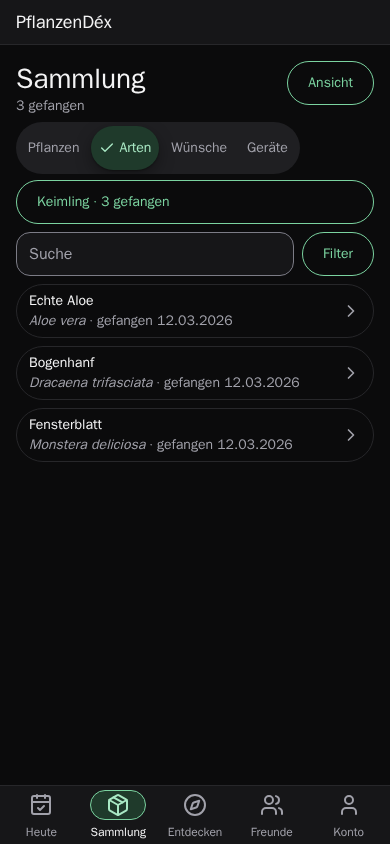 PflanzenDéx
Sammlung
3 gefangen
Ansicht
Pflanzen
Arten
Wünsche
Geräte
Keimling · 3 gefangen
Suche
Filter
Echte Aloe
Aloe vera · gefangen 12.03.2026
Bogenhanf
Dracaena trifasciata · gefangen 12.03.2026
Fensterblatt
Monstera deliciosa · gefangen 12.03.2026
Heute
Sammlung
Entdecken
Freunde
Konto